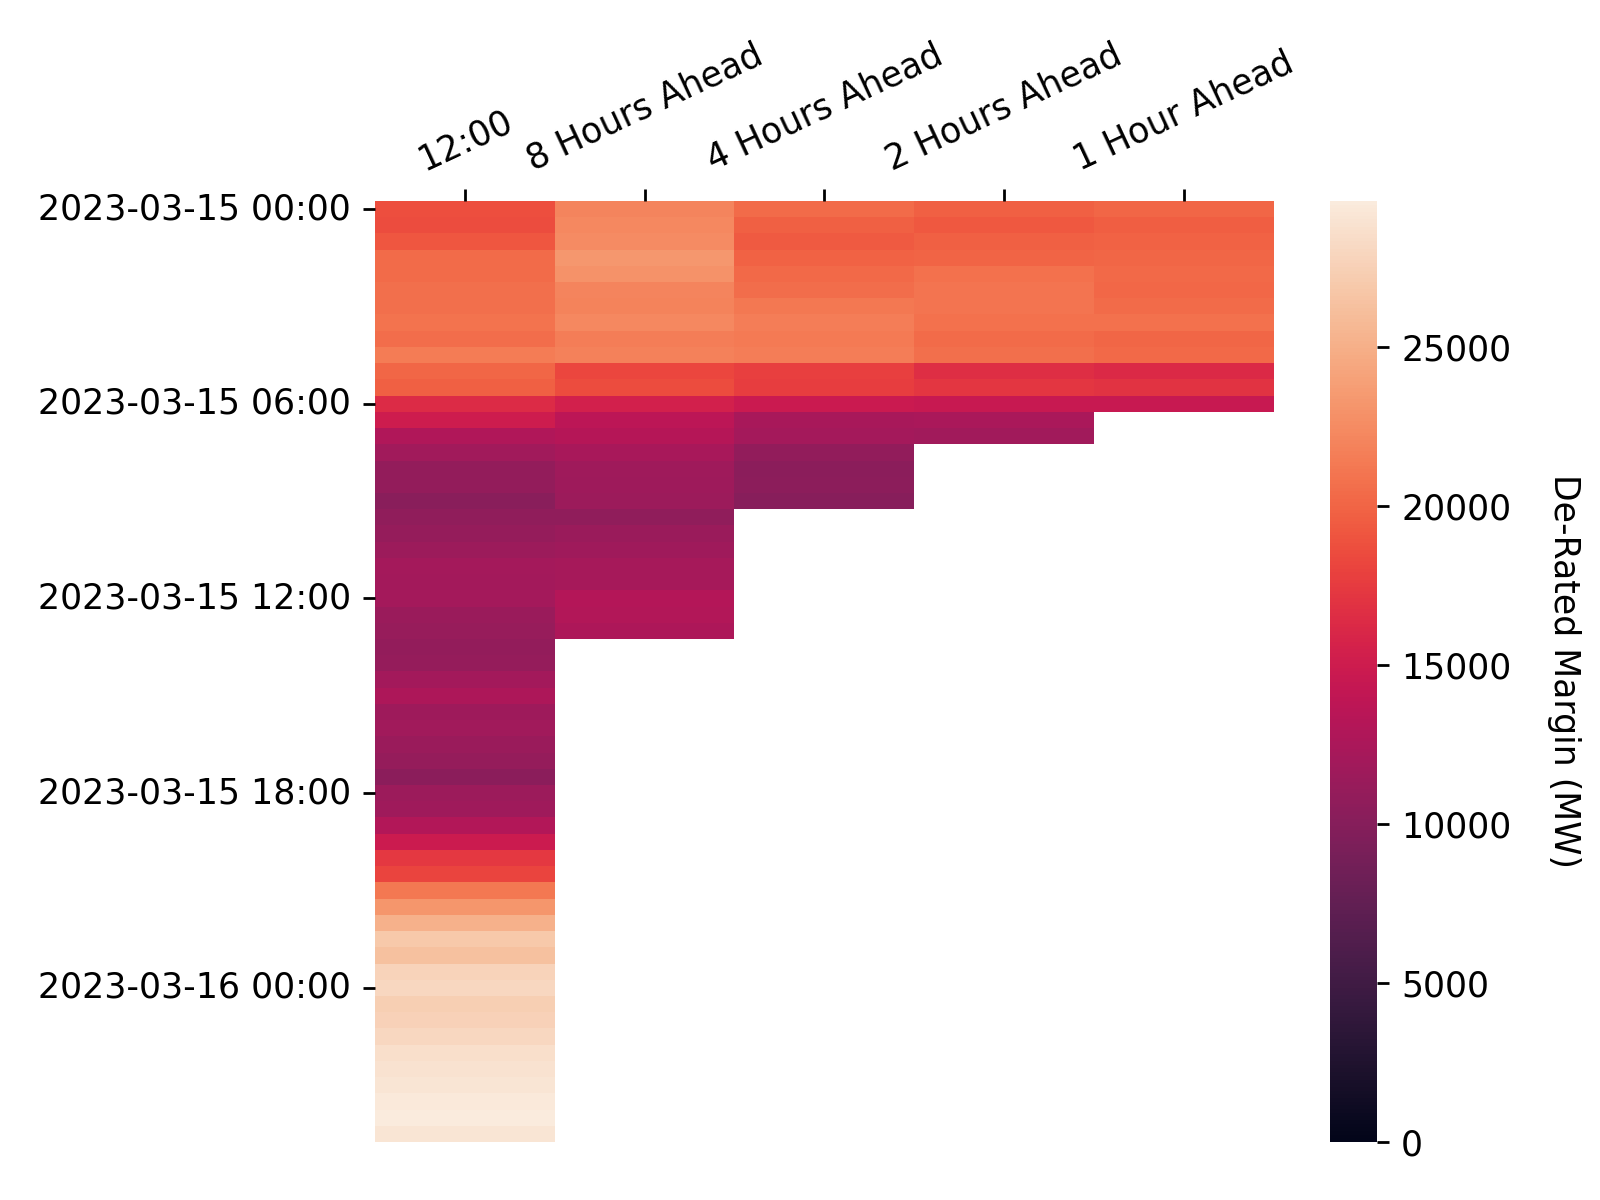 12:00
8 Hours Ahead
4 Hours Ahead
2 Hours Ahead
1 Hour Ahead
2023-03-15 00:00
2023-03-15 06:00
2023-03-15 12:00
2023-03-15 18:00
2023-03-16 00:00
25000
20000
15000
10000
5000
0
De-Rated Margin (MW)